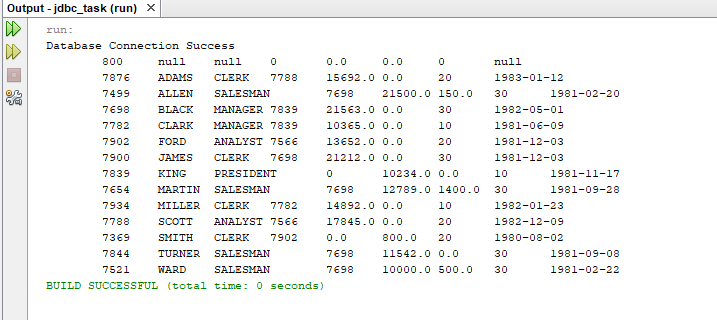 Output - jdbc_task (run) ×
run:
Database Connection Success
800 null null 0 0.0 0.0 0 null
7876 ADAMS CLERK 7788 15692.0 0.0 20 1983-01-12
7499 ALLEN SALESMAN 7698 21500.0 150.0 30 1981-02-20
7698 BLACK MANAGER 7839 21563.0 0.0 30 1982-05-01
7782 CLARK MANAGER 7839 10365.0 0.0 10 1981-06-09
7902 FORD ANALYST 7566 13652.0 0.0 20 1981-12-03
7900 JAMES CLERK 7698 21212.0 0.0 30 1981-12-03
7839 KING PRESIDENT 0 10234.0 0.0 10 1981-11-17
7654 MARTIN SALESMAN 7698 12789.0 1400.0 30 1981-09-28
7934 MILLER CLERK 7782 14892.0 0.0 10 1982-01-23
7788 SCOTT ANALYST 7566 17845.0 0.0 20 1982-12-09
7369 SMITH CLERK 7902 0.0 800.0 20 1980-08-02
7844 TURNER SALESMAN 7698 11542.0 0.0 30 1981-09-08
7521 WARD SALESMAN 7698 10000.0 500.0 30 1981-02-22
BUILD SUCCESSFUL (total time: 0 seconds)